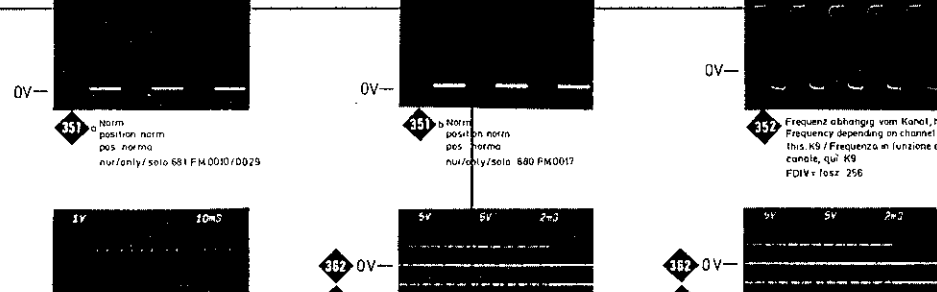 0V
0V
0V
351 a Norm
position norm
pos norma
nur/only/solo 681 FM0010/0029
351 b Norm
position norm
pos norma
nur/only/solo 680 FM0017
352 Frequenz abhangig vom Kanal,
Frequency depending on channel
this. K9 / Frequenza in funzione
canale, qui K9
FDIV = fosz 256
1V 10mS
5V 5V 2mS
5V 5V 2mS
362 0V
362 0V